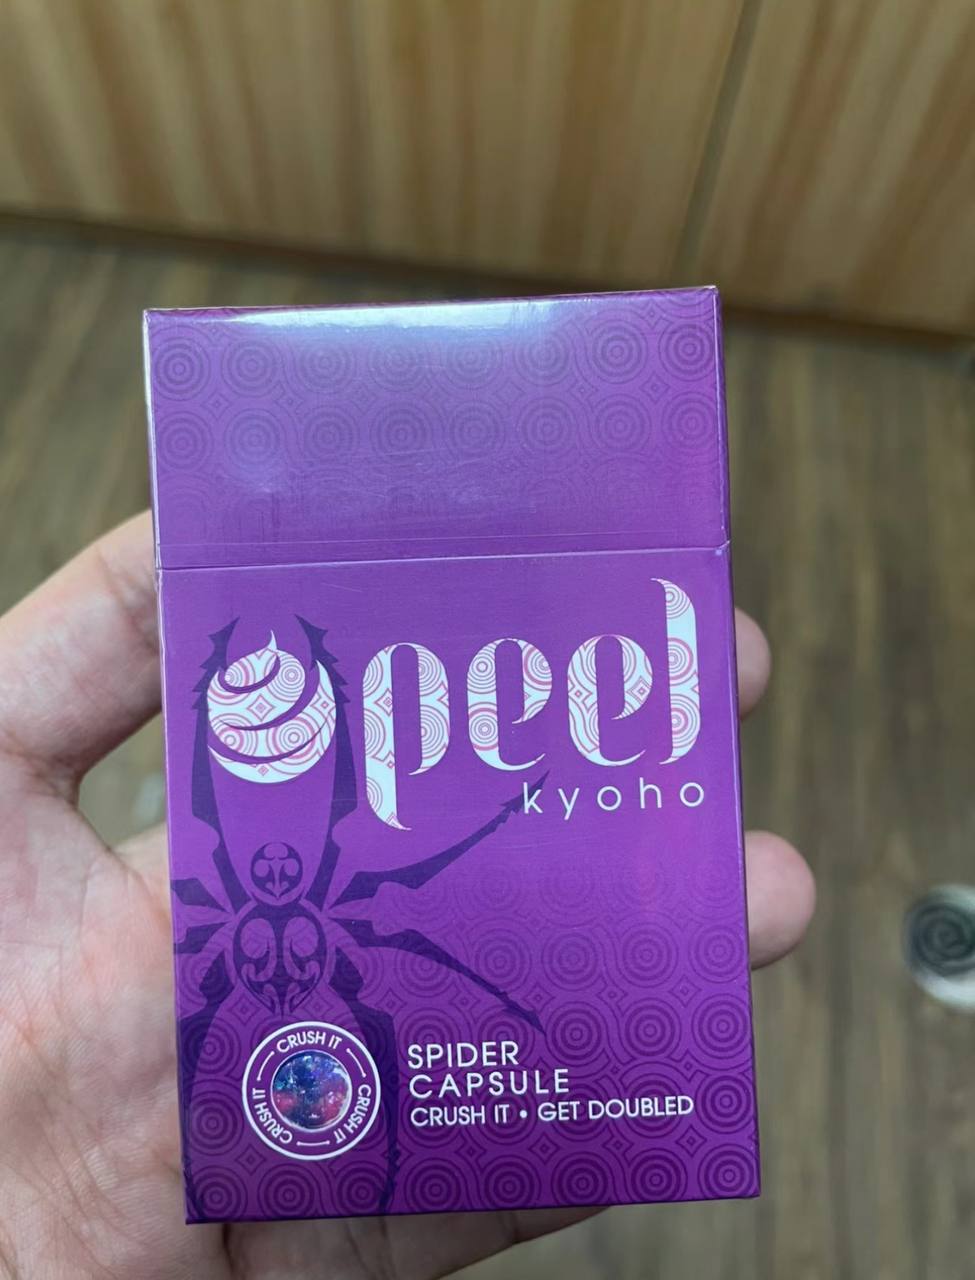 peel
kyoho
CRUSH IT
CRUSH IT
CRUSH IT
SPIDER
CAPSULE
CRUSH IT • GET DOUBLED